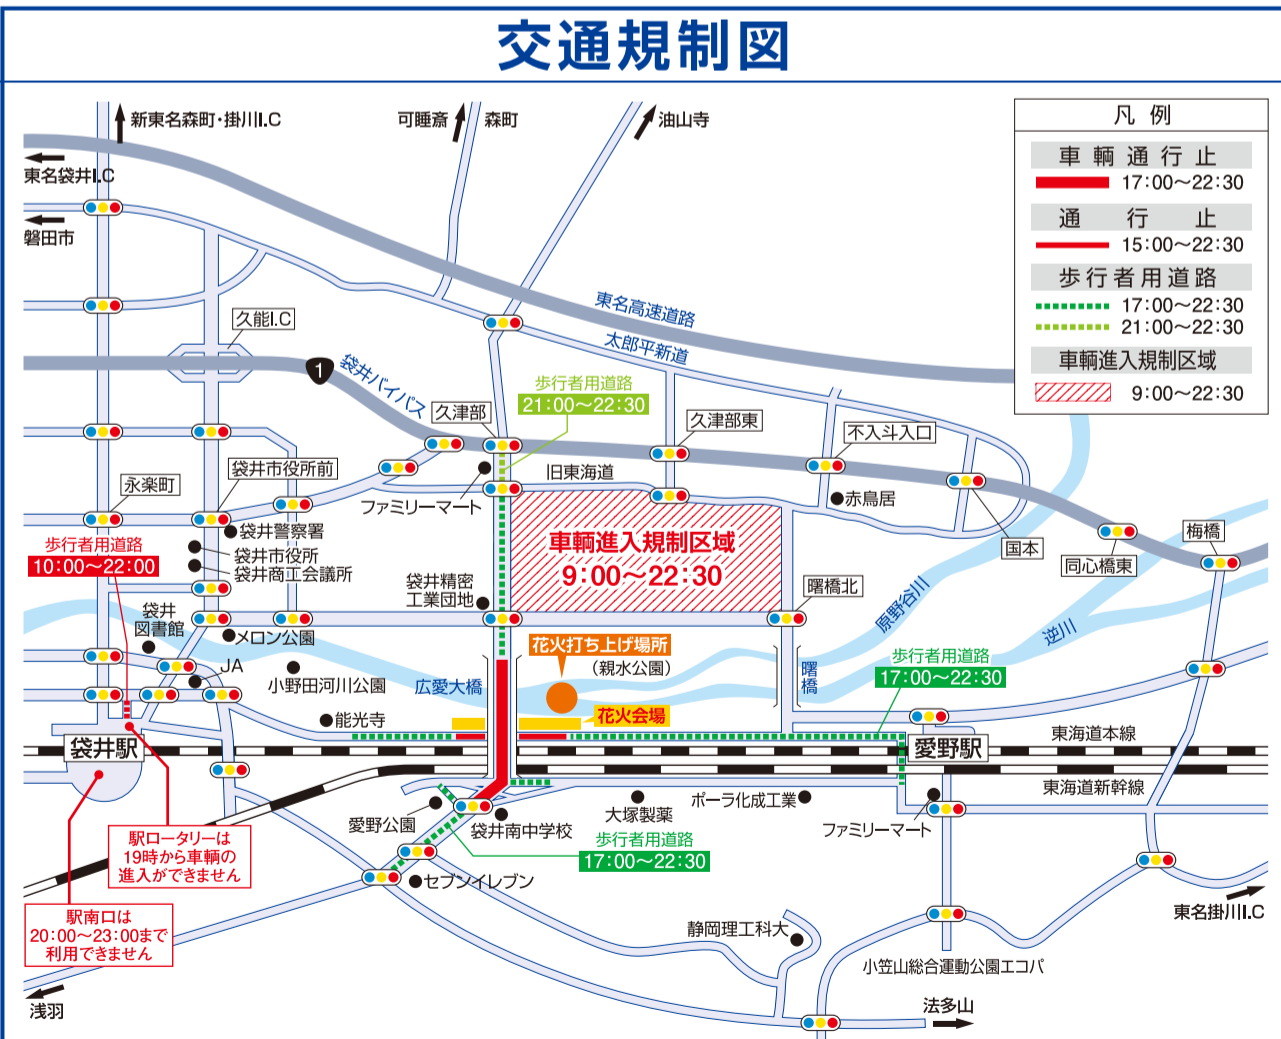 交通規制図
新東名森町・掛川I.C
可睡斎
森町
油山寺
東名袋井I.C
磐田市
凡例
車輌通行止
17:00〜22:30
通行止
15:00〜22:30
歩行者用道路
17:00〜22:30
21:00〜22:30
車輌進入規制区域
9:00〜22:30
久能I.C
1
袋井バイパス
東名高速道路
太郎平新道
歩行者用道路
21:00〜22:30
久津部
久津部東
不入斗入口
旧東海道
永楽町
袋井市役所前
ファミリーマート
赤鳥居
国本
同心橋東
梅橋
袋井警察署
袋井市役所
袋井商工会議所
歩行者用道路
10:00〜22:00
車輌進入規制区域
9:00〜22:30
袋井精密
工業団地
曙橋北
原野谷川
逆川
袋井
図書館
メロン公園
JA
小野田河川公園
広愛大橋
花火打ち上げ場所
(親水公園)
曙
橋
歩行者用道路
17:00〜22:30
能光寺
花火会場
袋井駅
愛野駅
東海道本線
東海道新幹線
愛野公園
袋井南中学校
大塚製薬
ポーラ化成工業
ファミリーマート
歩行者用道路
17:00〜22:30
駅ロータリーは
19時から車輌の
進入ができません
セブンイレブン
駅南口は
20:00〜23:00まで
利用できません
静岡理工科大
東名掛川I.C
小笠山総合運動公園エコパ
浅羽
法多山